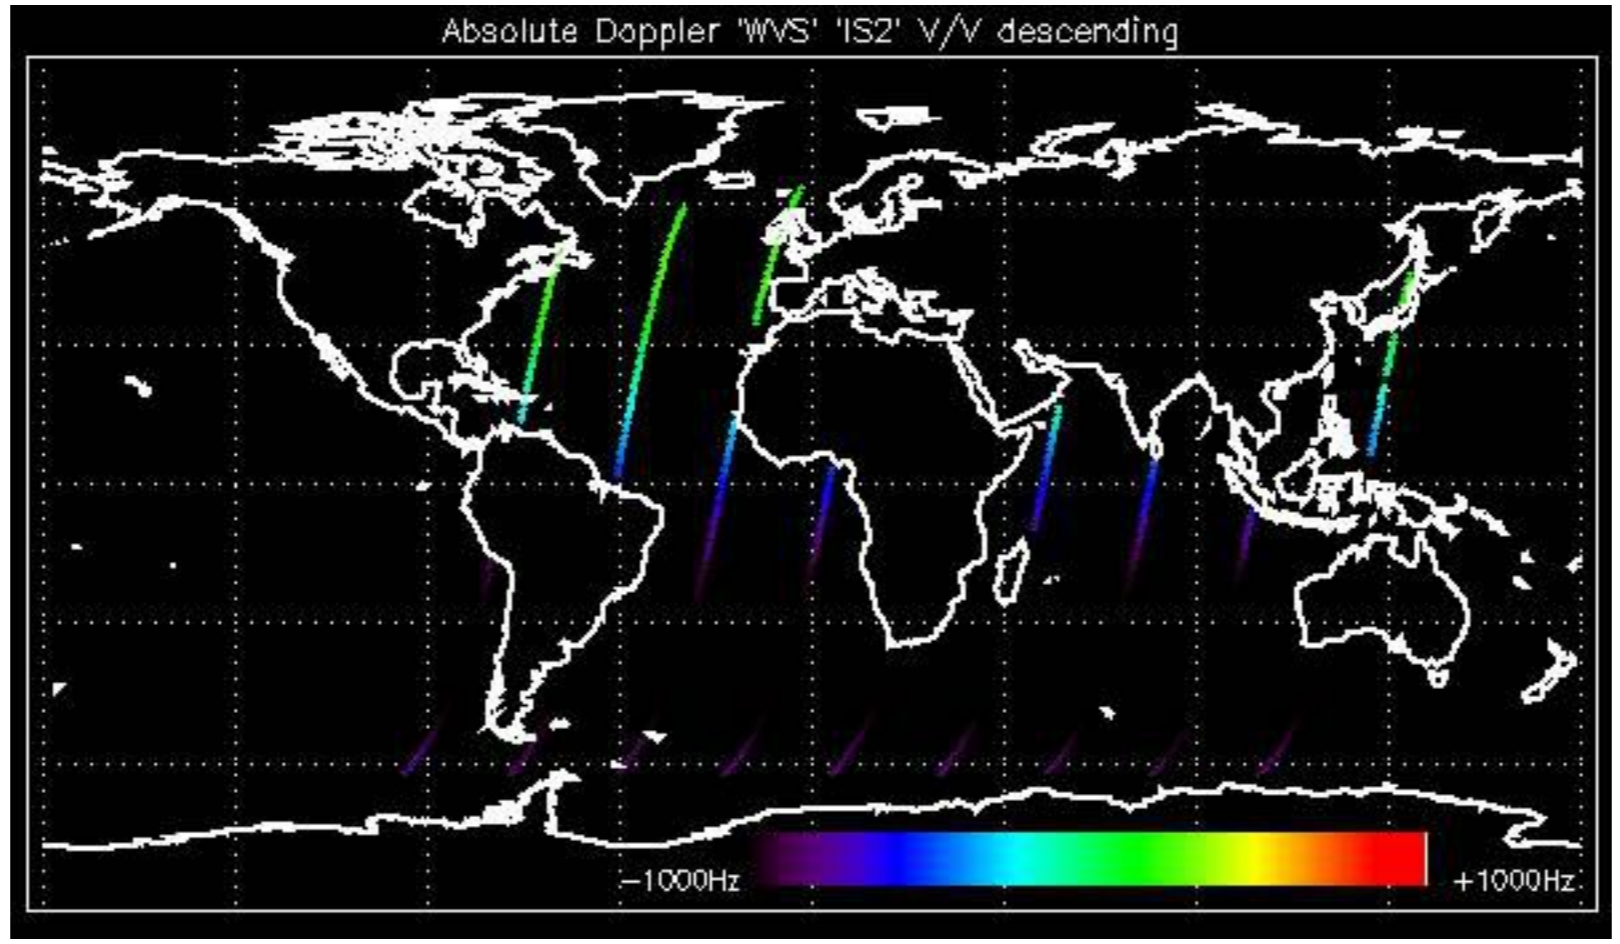 Absolute Doppler 'WVS' 'IS2' V/V descending
−1000Hz +1000Hz